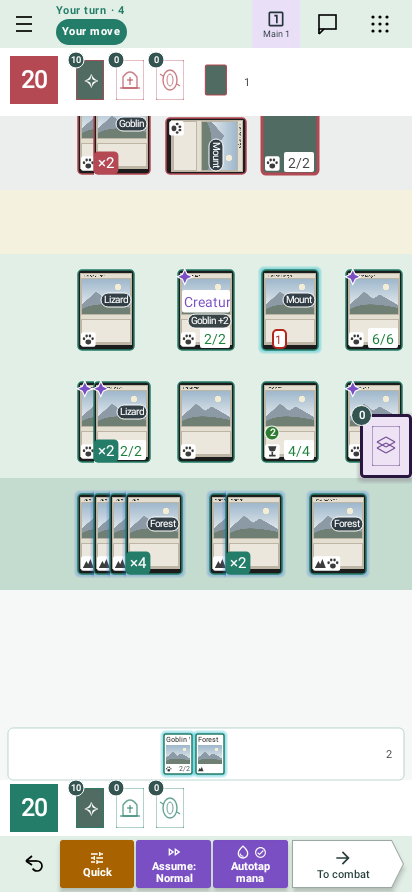 Your turn · 4
Your move
1
Main 1
20
10
0
0
1
Goblin
×2
Mount
2/2
Lizard
Creatur
Goblin +2
2/2
Mount
1
6/6
Lizard
×2
2/2
2
4/4
0
Forest
×4
×2
Forest
Goblin
2/2
Forest
2
20
10
0
0
Quick
Assume:
Normal
Autotap
mana
To combat